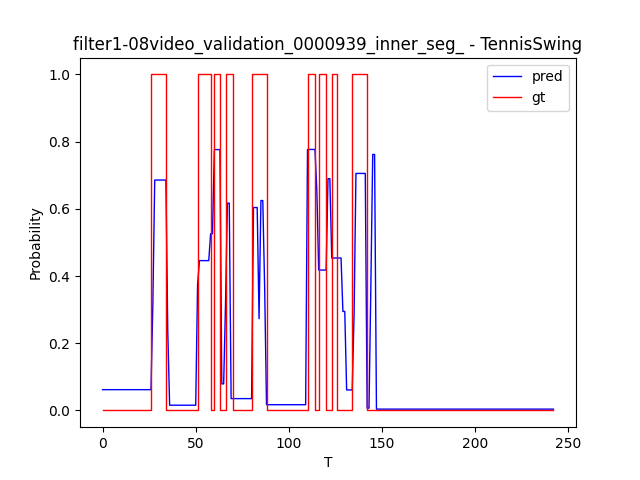 filter1-08video_validation_0000939_inner_seg_ - TennisSwing
pred
gt
1.0
0.8
0.6
0.4
0.2
0.0
Probability
0
50
100
150
200
250
T